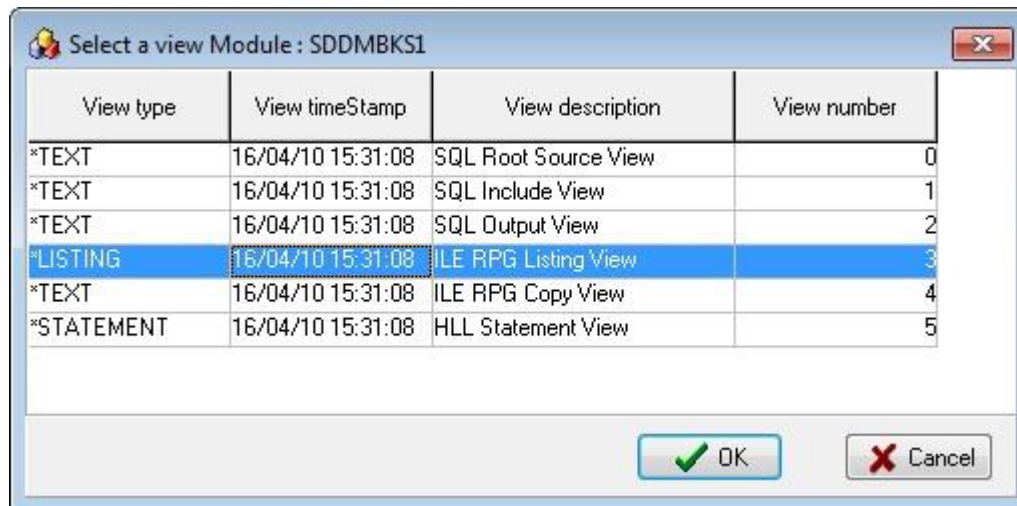 Select a view Module : SDDMBKS1
View type View timeStamp View description View number
*TEXT 16/04/10 15:31:08 SQL Root Source View 0
*TEXT 16/04/10 15:31:08 SQL Include View 1
*TEXT 16/04/10 15:31:08 SQL Output View 2
*LISTING 16/04/10 15:31:08 ILE RPG Listing View 3
*TEXT 16/04/10 15:31:08 ILE RPG Copy View 4
*STATEMENT 16/04/10 15:31:08 HLL Statement View 5
OK Cancel